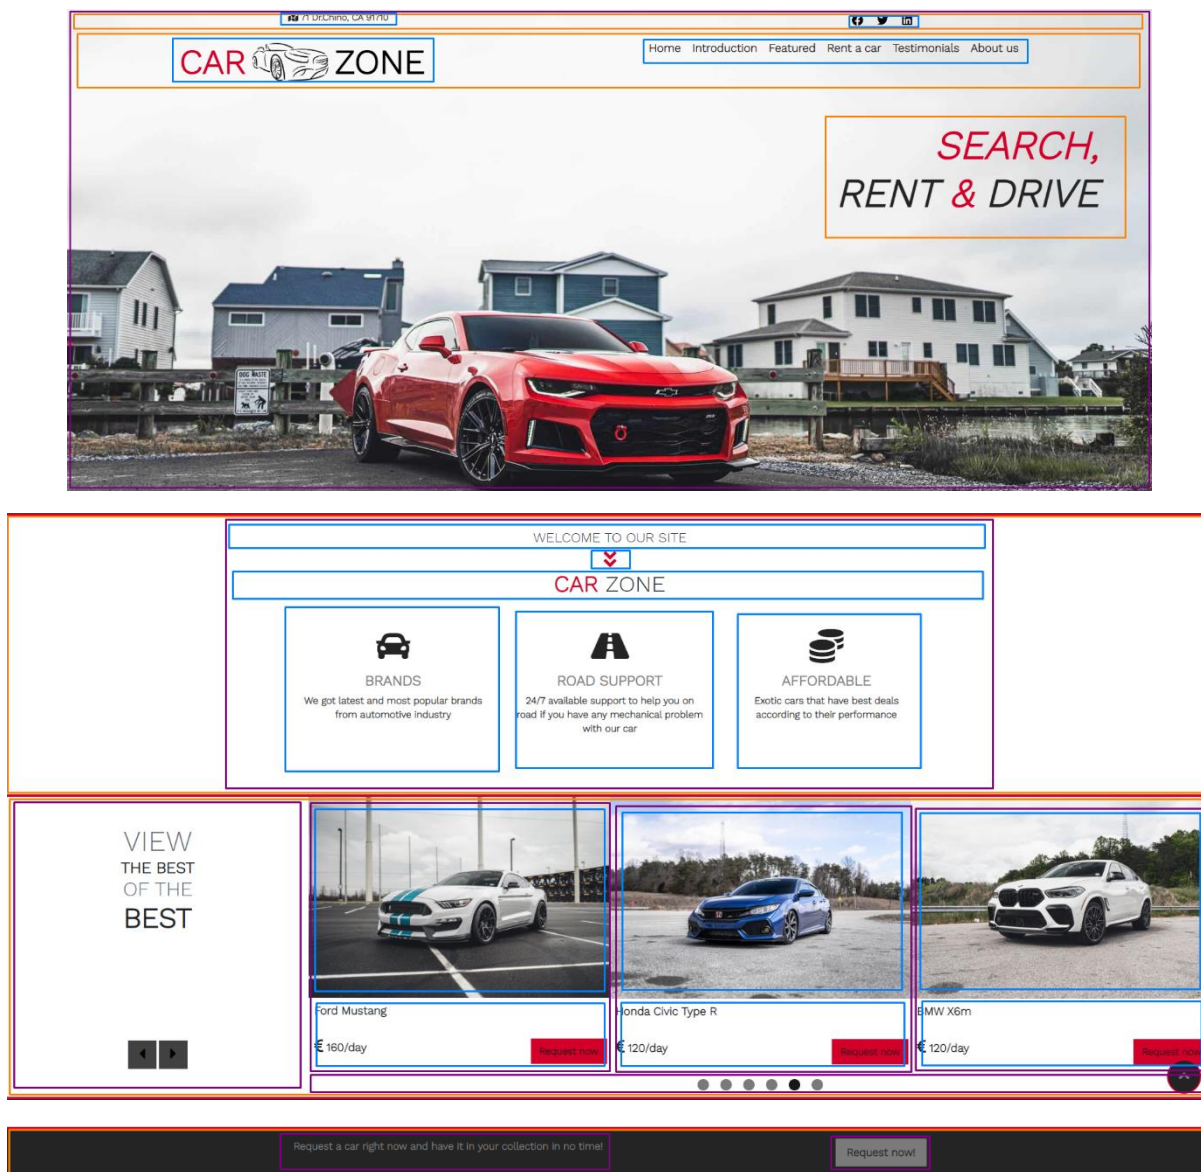 71 Dr.Chino, CA 91710
CAR ZONE
Home Introduction Featured Rent a car Testimonials About us
SEARCH,
RENT & DRIVE
DOG WASTE
WELCOME TO OUR SITE
CAR ZONE
BRANDS
We got latest and most popular brands
from automotive industry
ROAD SUPPORT
24/7 available support to help you on
road if you have any mechanical problem
with our car
AFFORDABLE
Exotic cars that have best deals
according to their performance
VIEW
THE BEST
OF THE
BEST
Ford Mustang
€ 160/day
Request now
Honda Civic Type R
€ 120/day
Request now
BMW X6m
€ 120/day
Request now
Request a car right now and have it in your collection in no time!
Request now!